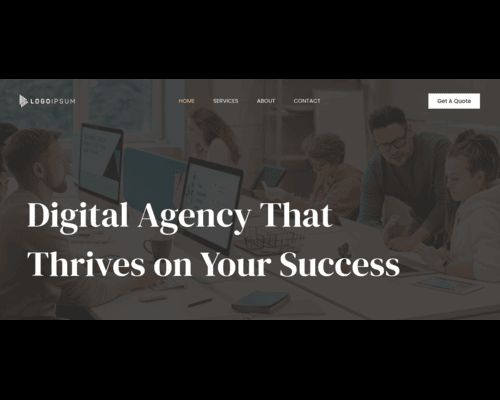 LOGOIPSUM
HOME SERVICES ABOUT CONTACT
Get A Quote
Digital Agency That
Thrives on Your Success